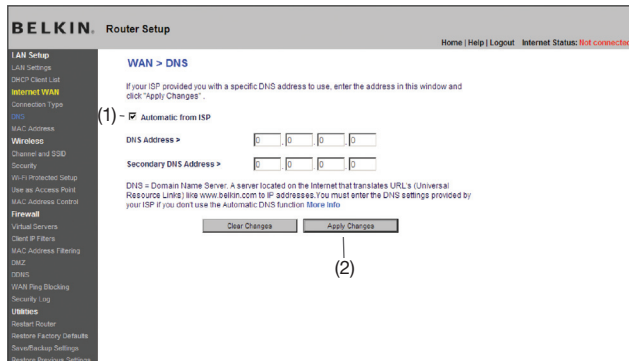 BELKIN. Router Setup
Home | Help | Logout Internet Status: Not connected
LAN Setup
LAN Settings
DHCP Client List
Internet WAN
Connection Type
DNS
MAC Address
Wireless
Channel and SSID
Security
Wi-Fi Protected Setup
Use as Access Point
MAC Address Control
Firewall
Virtual Servers
Client IP Filters
MAC Address Filtering
DMZ
DDNS
WAN Ping Blocking
Security Log
Utilities
Restart Router
Restore Factory Defaults
Save/Backup Settings
Restore Previous Settings
WAN > DNS
If your ISP provided you with a specific DNS address to use, enter the address in this window and
click "Apply Changes" .
(1) Automatic from ISP
DNS Address > 0 . 0 . 0 . 0
Secondary DNS Address > 0 . 0 . 0 . 0
DNS = Domain Name Server. A server located on the Internet that translates URL's (Universal
Resource Links) like www.belkin.com to IP addresses.You must enter the DNS settings provided by
your ISP if you don't use the Automatic DNS function More Info
Clear Changes Apply Changes
(2)